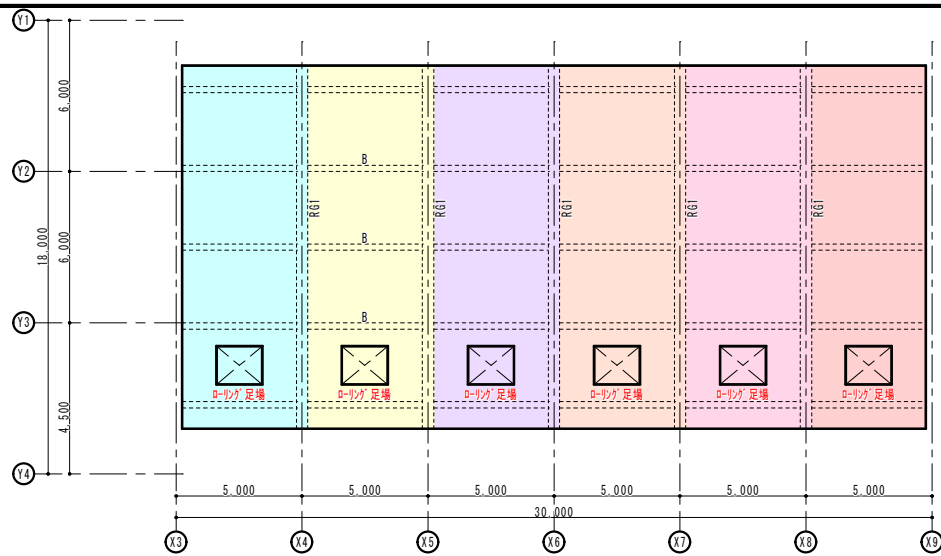 Y1
6,000
Y2
B
RG1 RG1 RG1 RG1 RG1
18,000
6,000
B
Y3
B
ローリング足場 ローリング足場 ローリング足場 ローリング足場 ローリング足場 ローリング足場
4,500
Y4
5,000 5,000 5,000 5,000 5,000 5,000
30,000
X3 X4 X5 X6 X7 X8 X9